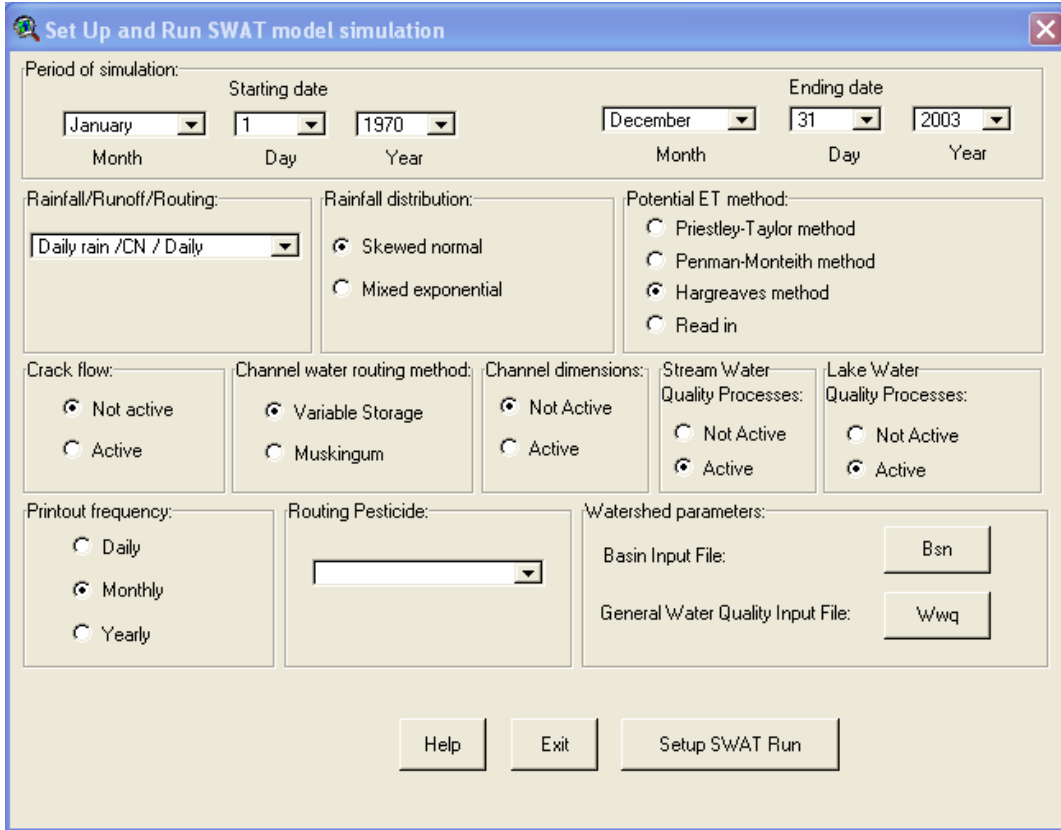 Set Up and Run SWAT model simulation
Period of simulation:
Starting date
Ending date
January
1
1970
December
31
2003
Month
Day
Year
Month
Day
Year
Rainfall/Runoff/Routing:
Daily rain /CN / Daily
Rainfall distribution:
Skewed normal
Mixed exponential
Potential ET method:
Priestley-Taylor method
Penman-Monteith method
Hargreaves method
Read in
Crack flow:
Not active
Active
Channel water routing method:
Variable Storage
Muskingum
Channel dimensions:
Not Active
Active
Stream Water
Quality Processes:
Not Active
Active
Lake Water
Quality Processes:
Not Active
Active
Printout frequency:
Daily
Monthly
Yearly
Routing Pesticide:
Watershed parameters:
Basin Input File:
Bsn
General Water Quality Input File:
Wwq
Help
Exit
Setup SWAT Run